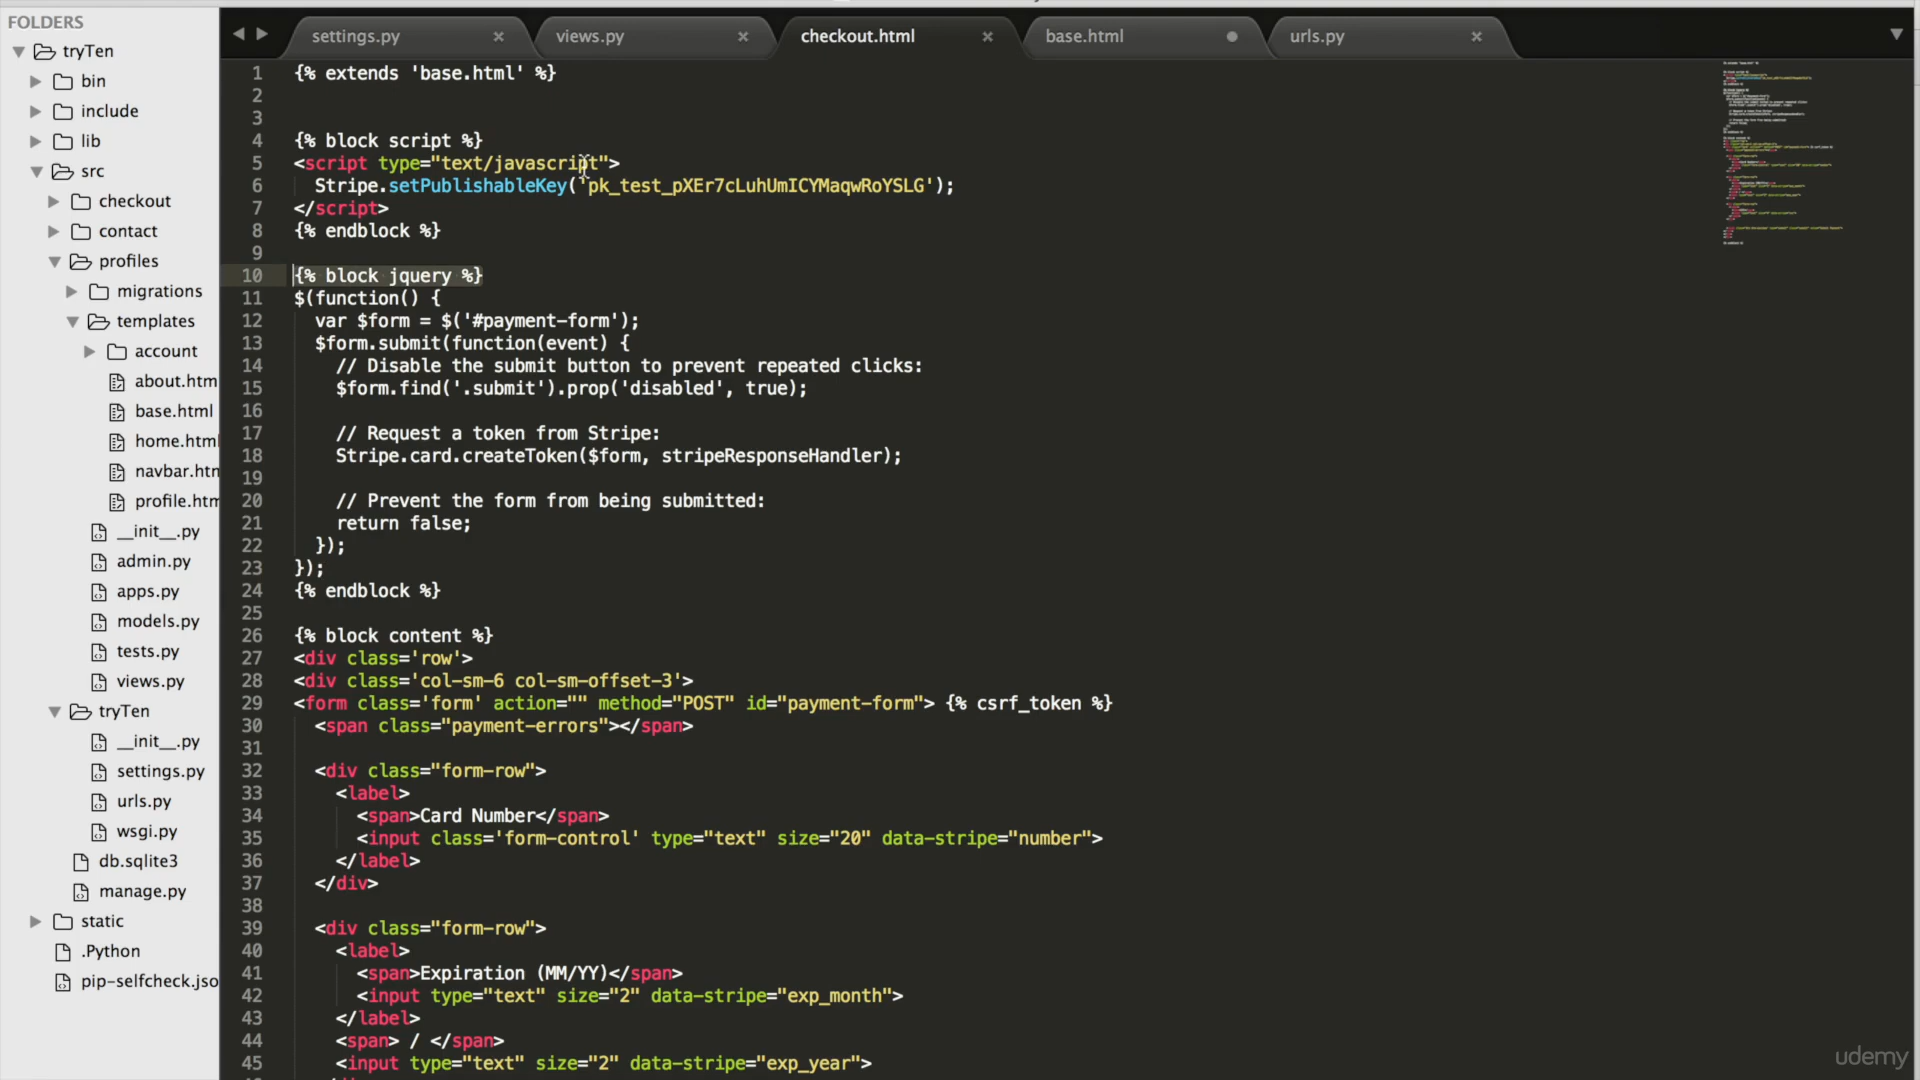 FOLDERS
tryTen
bin
include
lib
src
checkout
contact
profiles
migrations
templates
account
about.htm
base.html
home.html
navbar.htn
profile.htm
__init__.py
admin.py
apps.py
models.py
tests.py
views.py
tryTen
__init__.py
settings.py
urls.py
wsgi.py
db.sqlite3
manage.py
static
.Python
pip-selfcheck.jso
settings.py
views.py
checkout.html
base.html
urls.py
1 {% extends 'base.html' %}
2
3
4 {% block script %}
5 <script type="text/javascript">
6 Stripe.setPublishableKey('pk_test_pXEr7cLuhUmICYMaqwRoYSLG');
7 </script>
8 {% endblock %}
9
10 {% block jquery %}
11 $(function() {
12 var $form = $('#payment-form');
13 $form.submit(function(event) {
14 // Disable the submit button to prevent repeated clicks:
15 $form.find('.submit').prop('disabled', true);
16
17 // Request a token from Stripe:
18 Stripe.card.createToken($form, stripeResponseHandler);
19
20 // Prevent the form from being submitted:
21 return false;
22 });
23 });
24 {% endblock %}
25
26 {% block content %}
27 <div class='row'>
28 <div class='col-sm-6 col-sm-offset-3'>
29 <form class='form' action="" method="POST" id="payment-form"> {% csrf_token %}
30 <span class="payment-errors"></span>
31
32 <div class="form-row">
33 <label>
34 <span>Card Number</span>
35 <input class='form-control' type="text" size="20" data-stripe="number">
36 </label>
37 </div>
38
39 <div class="form-row">
40 <label>
41 <span>Expiration (MM/YY)</span>
42 <input type="text" size="2" data-stripe="exp_month">
43 </label>
44 <span> / </span>
45 <input type="text" size="2" data-stripe="exp_year">
udemy